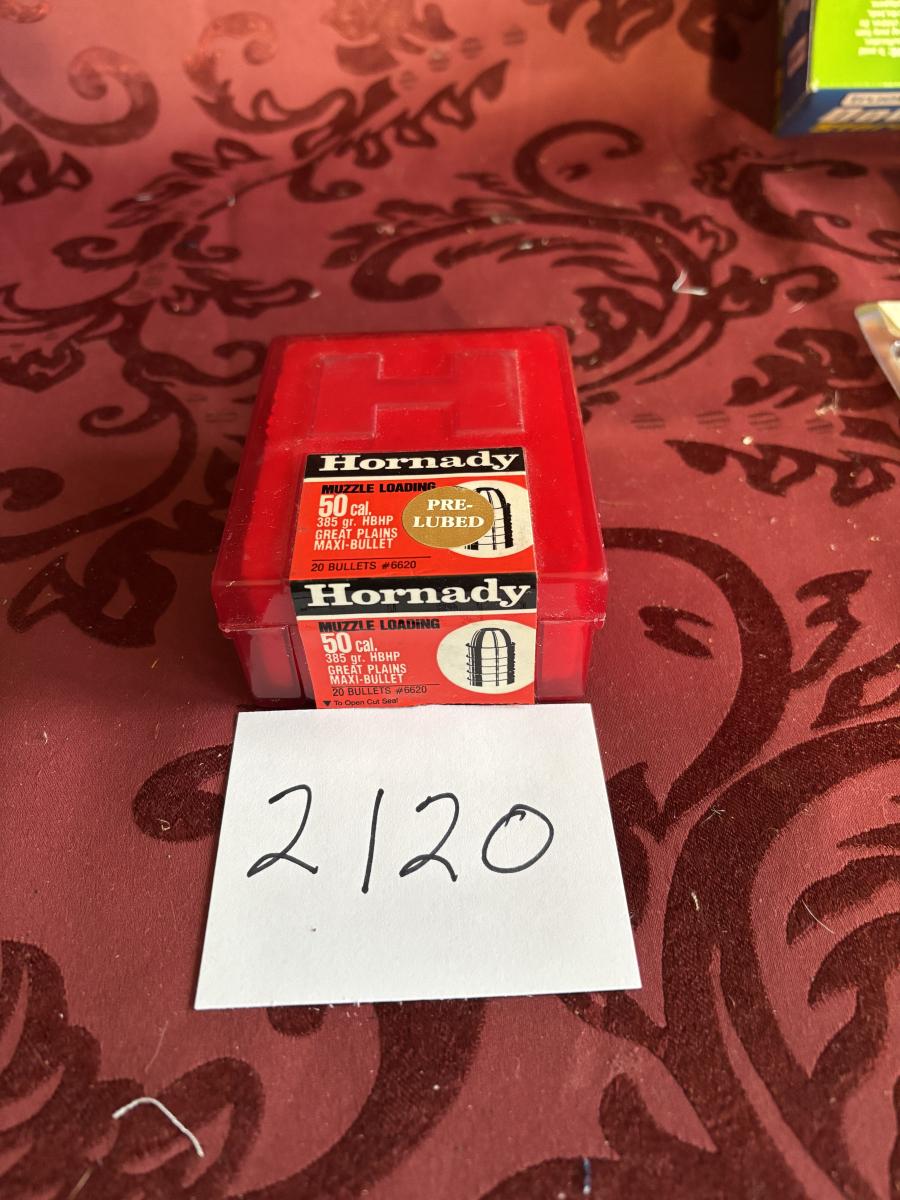 Hornady
MUZZLE LOADING
50 cal.
385 gr. HBHP
GREAT PLAINS
MAXI-BULLET
20 BULLETS #6620
PRE-
LUBED
Hornady
MUZZLE LOADING
50 cal.
385 gr. HBHP
GREAT PLAINS
MAXI-BULLET
20 BULLETS #6620
▼ To Open Cut Seal
2120